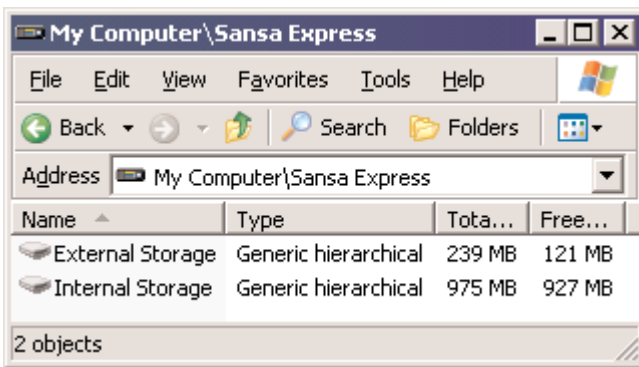 My Computer\Sansa Express
File Edit View Favorites Tools Help
Back Search Folders
Address My Computer\Sansa Express
Name Type Tota... Free...
External Storage Generic hierarchical 239 MB 121 MB
Internal Storage Generic hierarchical 975 MB 927 MB
2 objects